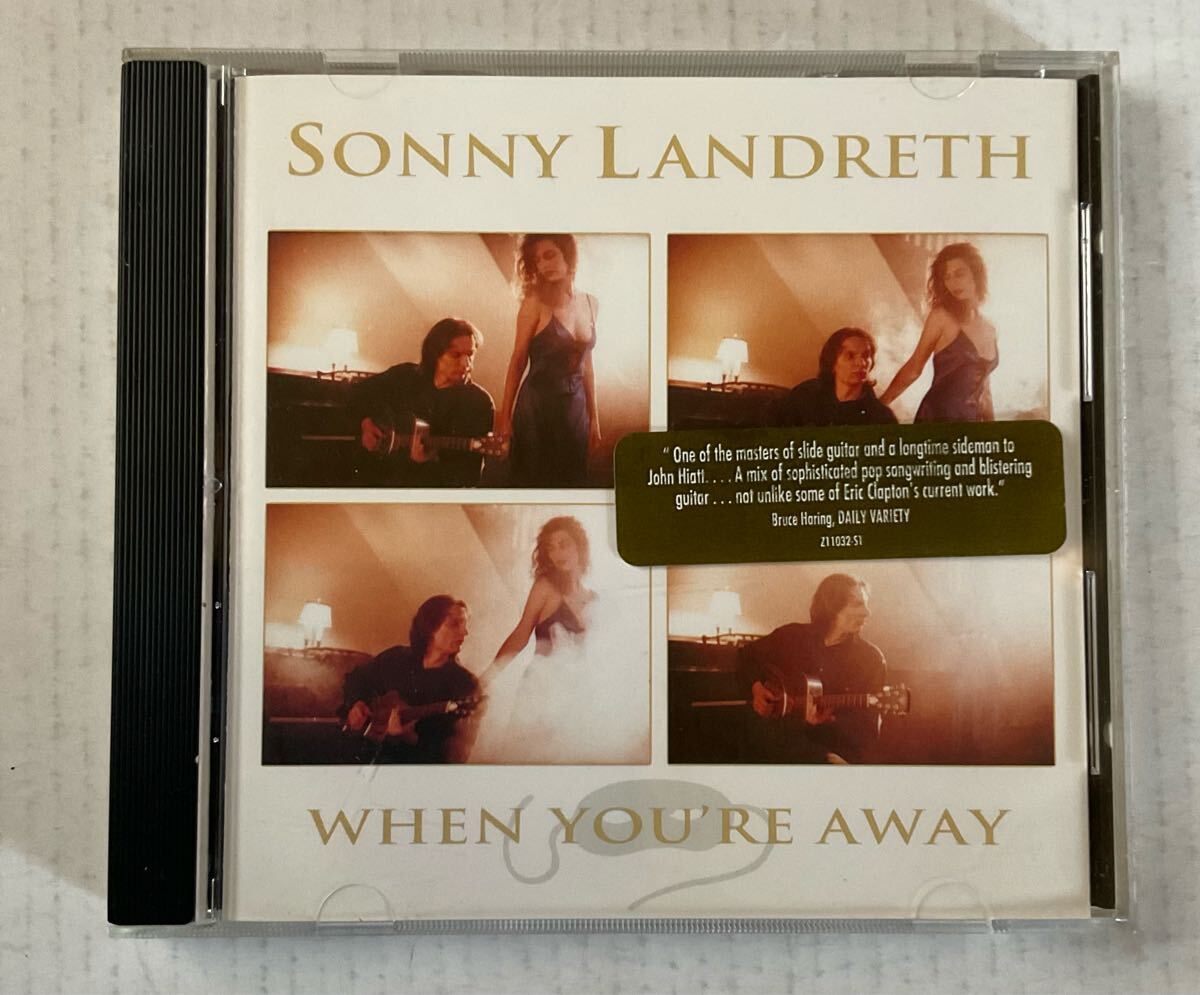 SONNY LANDRETH
" One of the masters of slide guitar and a longtime sideman to
John Hiatt.... A mix of sophisticated pop songwriting and blistering
guitar ... not unlike some of Eric Clapton's current work."
Bruce Haring, DAILY VARIETY
Z11032-S1
WHEN YOU'RE AWAY